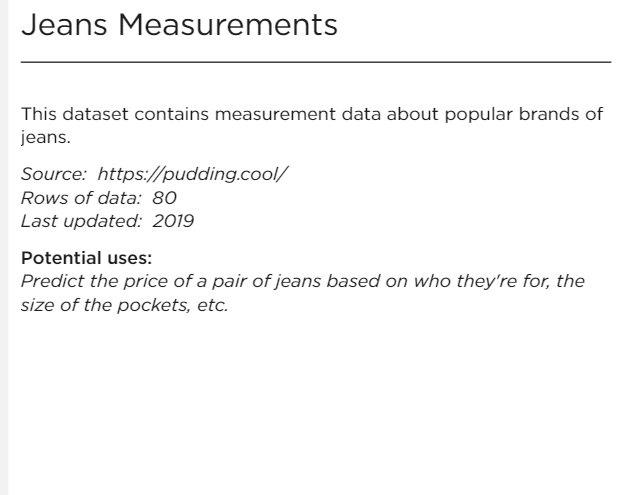 Jeans Measurements
This dataset contains measurement data about popular brands of
jeans.
Source:  https://pudding.cool/
Rows of data:  80
Last updated:  2019
Potential uses:
Predict the price of a pair of jeans based on who they're for, the
size of the pockets, etc.